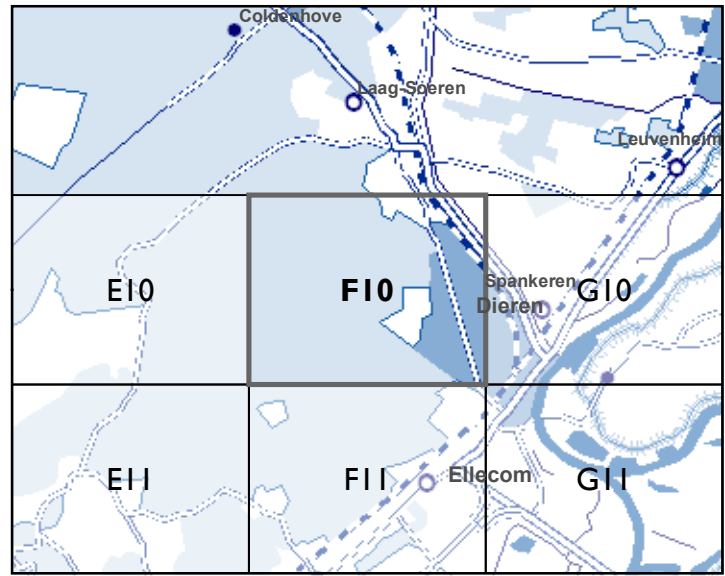 Coldenhove
Laag-Soeren
Leuvenheim
E10
F10
Spankeren
G10
Dieren
E11
F11
Ellecom
G11